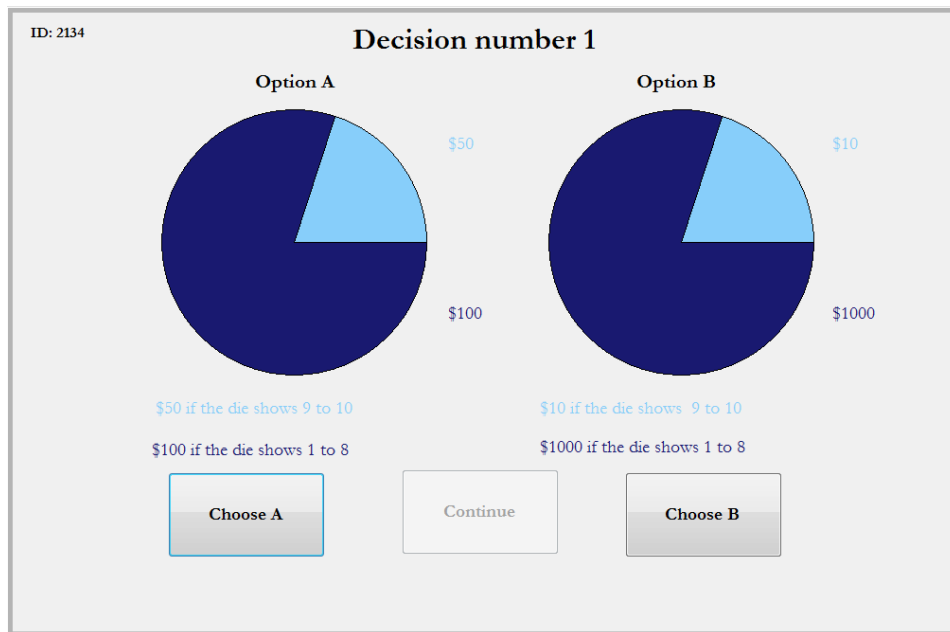 ID: 2134
Decision number 1
Option A
Option B
$50
$10
$100
$1000
$50 if the die shows 9 to 10
$10 if the die shows  9 to 10
$100 if the die shows 1 to 8
$1000 if the die shows 1 to 8
Choose A
Continue
Choose B